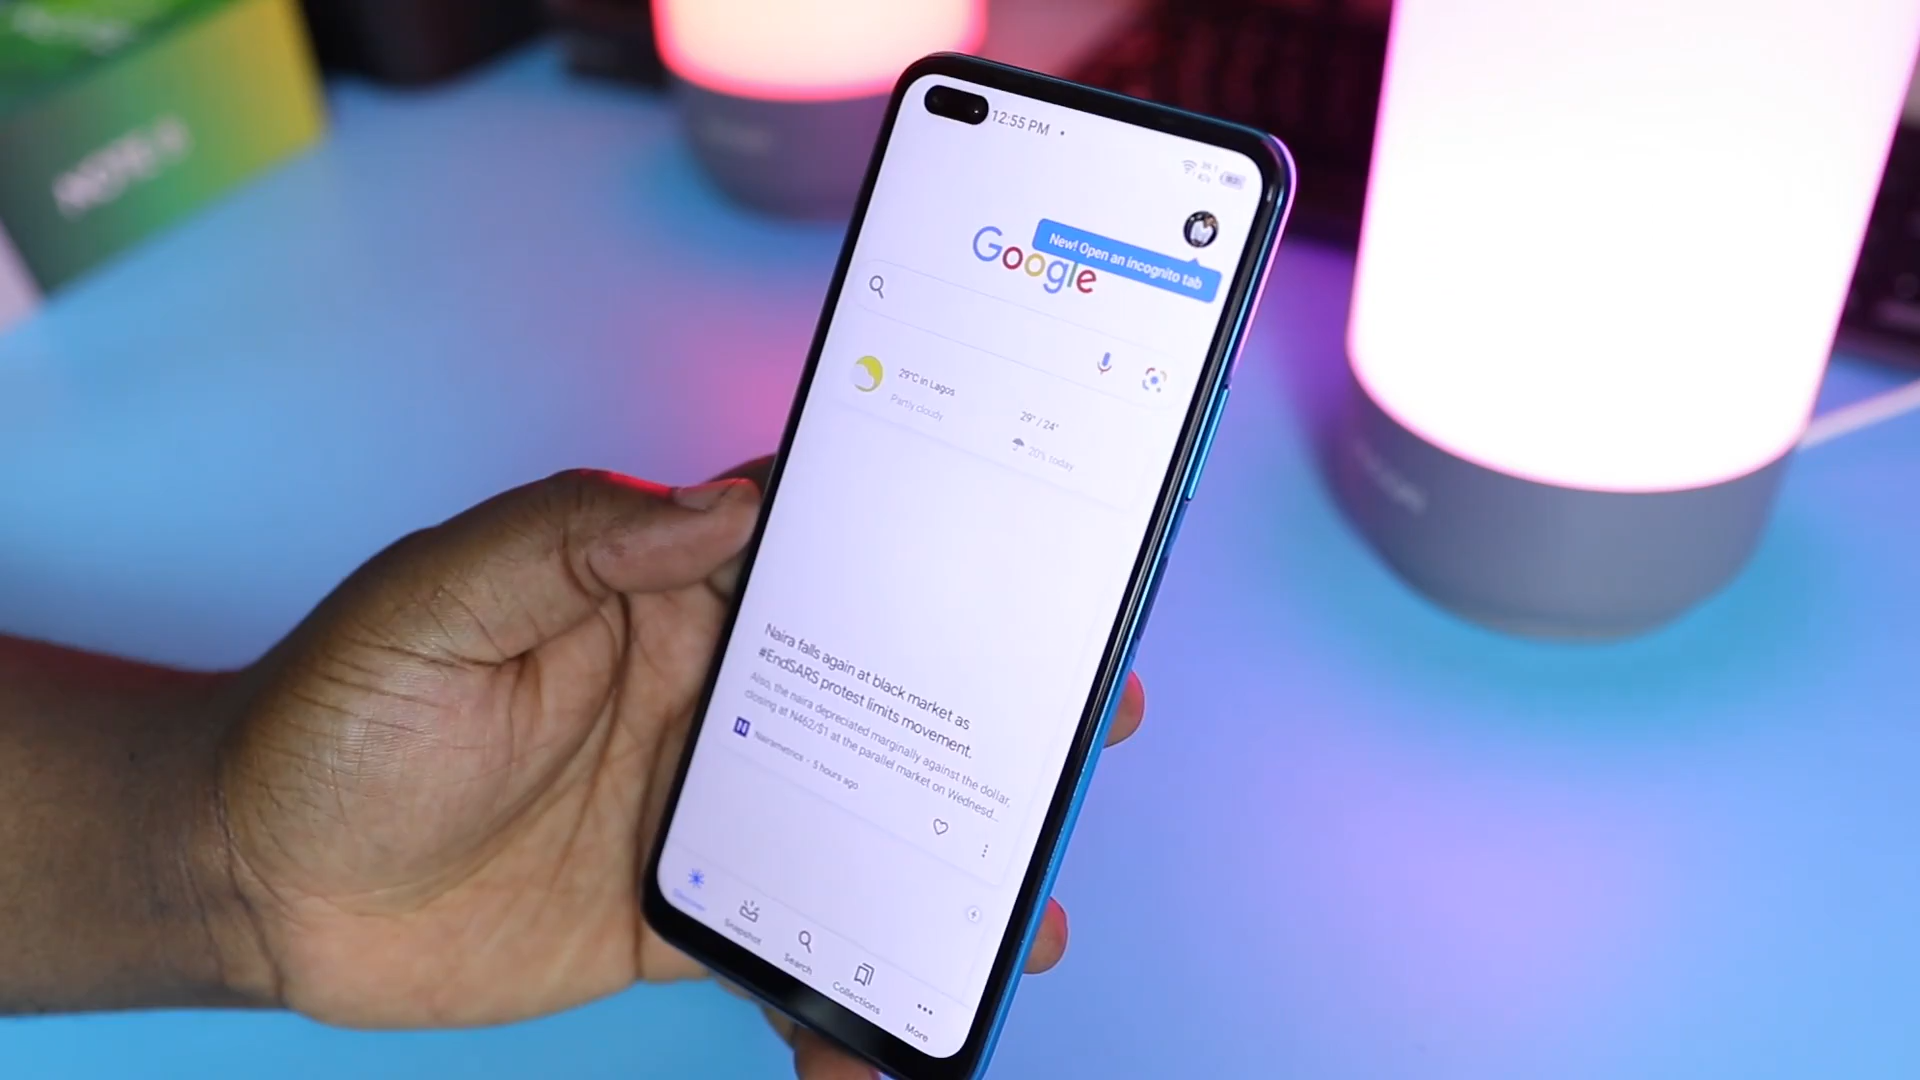 12:55 PM
Google
New! Open an incognito tab
29°C in Lagos
Partly cloudy
29° / 24°
20% today
Naira falls again at black market as
#EndSARS protest limits movement.
Also, the naira depreciated marginally against the dollar,
closing at N462/$1 at the parallel market on Wednesd...
Nairametrics - 5 hours ago
Snapshot
Search
Collections
More